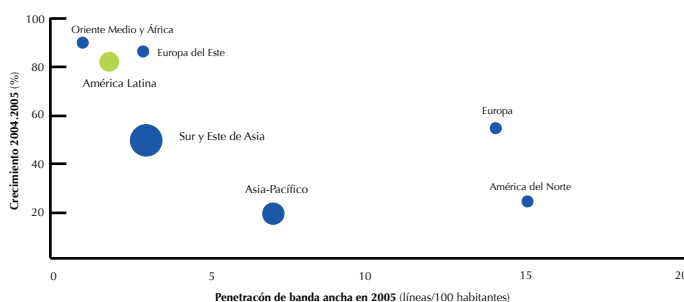 100
Oriente Medio y África
Europa del Este
80
América Latina
60
Europa
Sur y Este de Asia
40
Asia-Pacífico
América del Norte
20
Crecimiento 2004.2005 (%)
0
5
10
15
20
Penetracón de banda ancha en 2005 (líneas/100 habitantes)